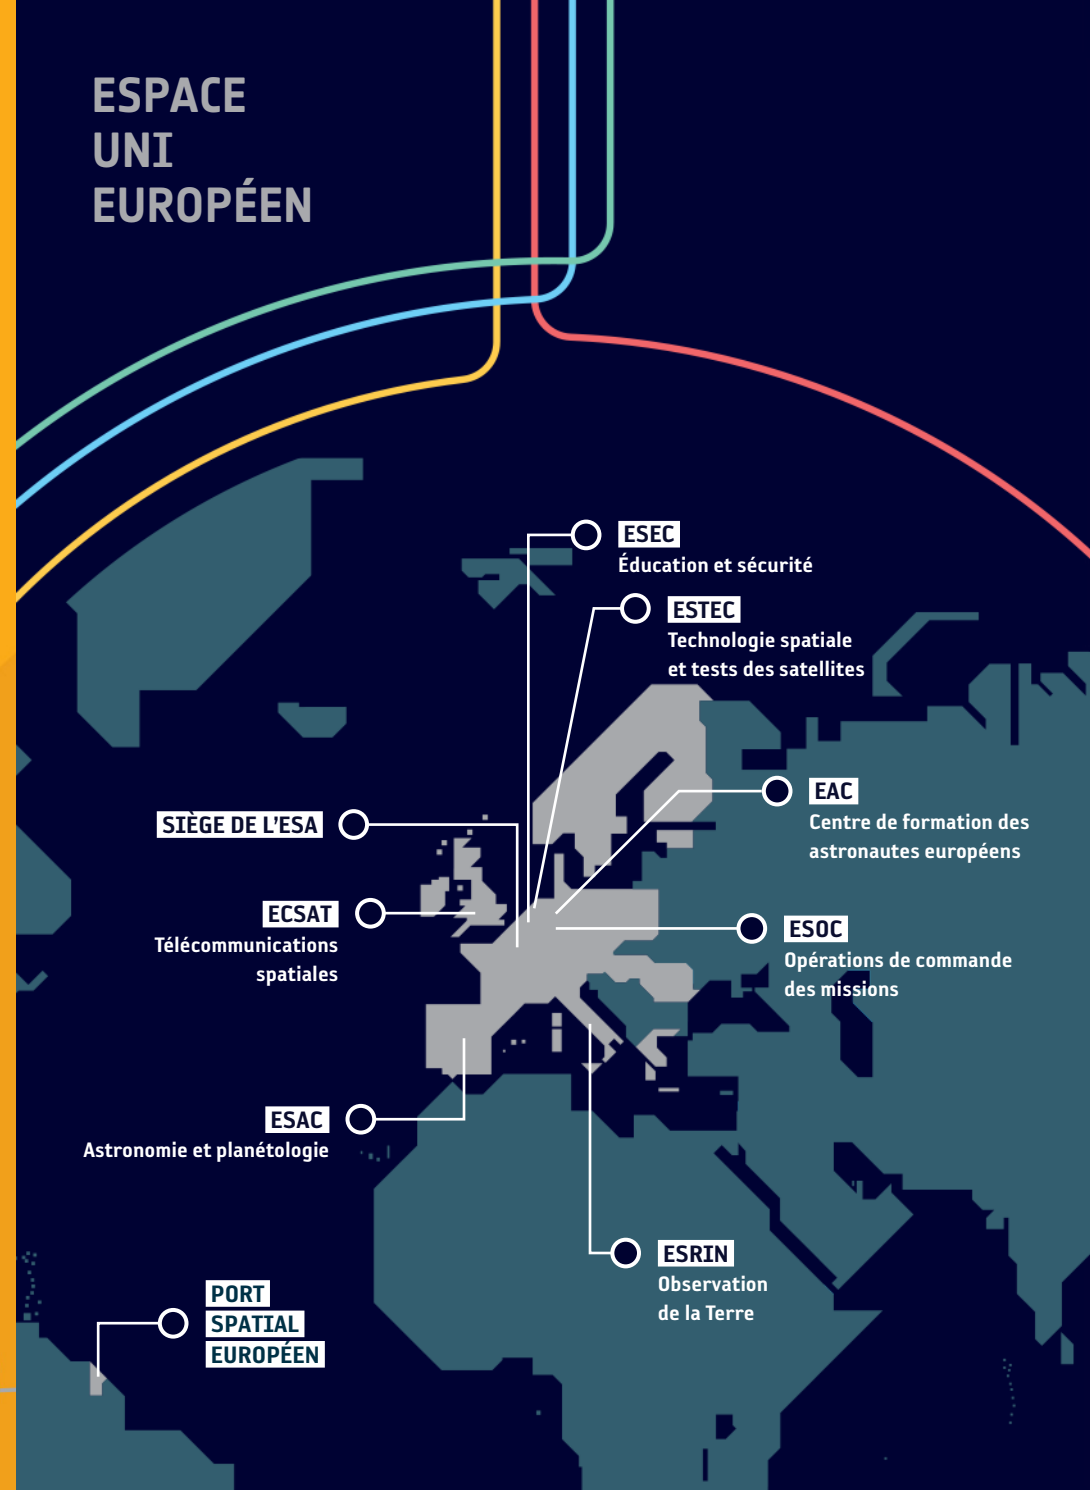 ESPACE
UNI
EUROPÉEN
ESEC
Éducation et sécurité
ESTEC
Technologie spatiale
et tests des satellites
EAC
Centre de formation des
astronautes européens
SIÈGE DE L'ESA
ECSAT
Télécommunications
spatiales
ESOC
Opérations de commande
des missions
ESAC
Astronomie et planétologie
ESRIN
Observation
de la Terre
PORT
SPATIAL
EUROPÉEN